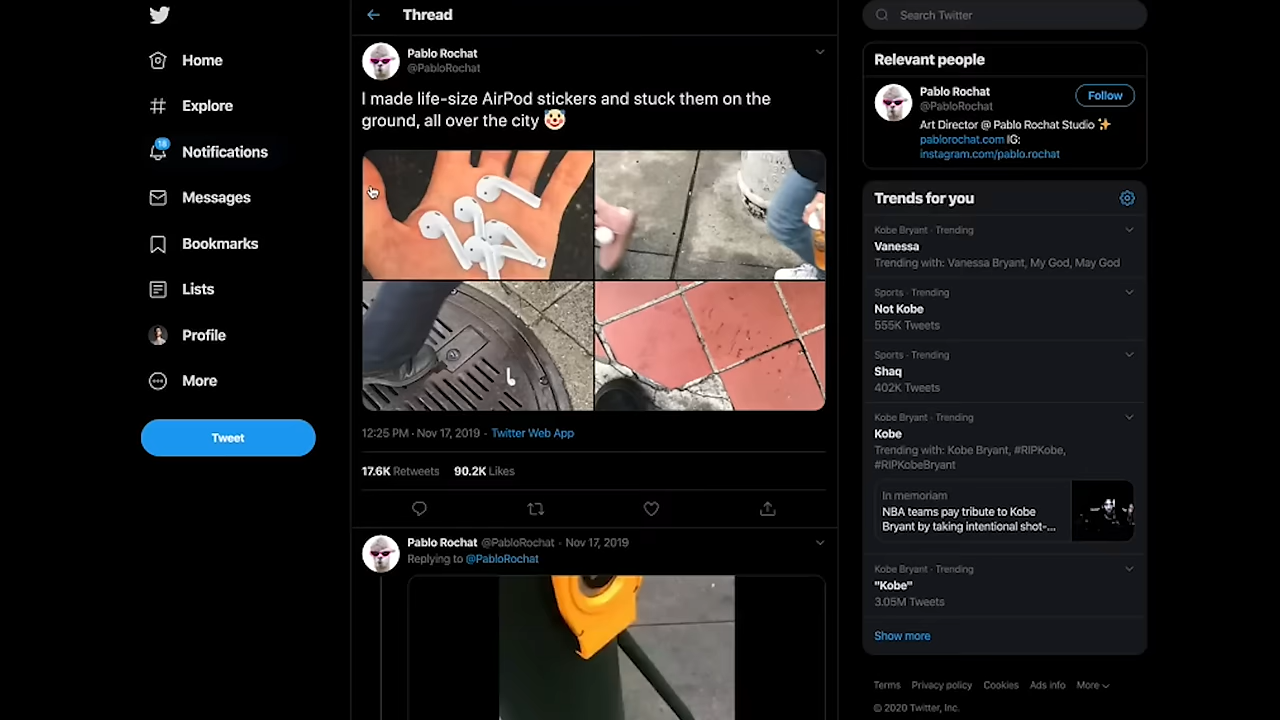 Home
Explore
18
Notifications
Messages
Bookmarks
Lists
Profile
More
Tweet
Thread
Pablo Rochat
@PabloRochat
I made life-size AirPod stickers and stuck them on the
ground, all over the city 🤡
12:25 PM · Nov 17, 2019 · Twitter Web App
17.6K Retweets 90.2K Likes
Pablo Rochat @PabloRochat · Nov 17, 2019
Replying to @PabloRochat
Search Twitter
Relevant people
Pablo Rochat
@PabloRochat
Follow
Art Director @ Pablo Rochat Studio ✨
pablorochat.com IG:
instagram.com/pablo.rochat
Trends for you
Kobe Bryant · Trending
Vanessa
Trending with: Vanessa Bryant, My God, May God
Sports · Trending
Not Kobe
555K Tweets
Sports · Trending
Shaq
402K Tweets
Kobe Bryant · Trending
Kobe
Trending with: Kobe Bryant, #RIPKobe,
#RIPKobeBryant
In memoriam
NBA teams pay tribute to Kobe
Bryant by taking intentional shot-...
Kobe Bryant · Trending
"Kobe"
3.05M Tweets
Show more
Terms Privacy policy Cookies Ads info More
© 2020 Twitter, Inc.